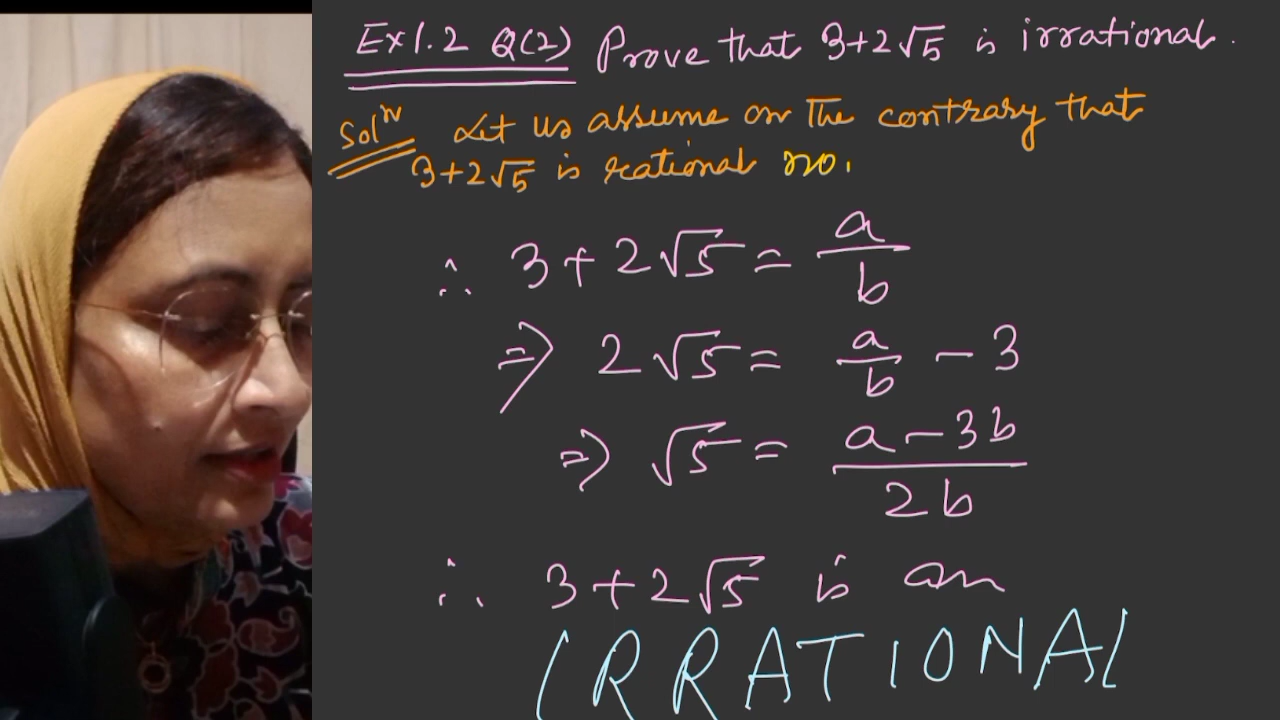 Ex 1.2 Q(2) Prove that 3+2√5 is irrational.
Solⁿ Let us assume on the contrary that
3+2√5 is rational no.
∴ 3+2√5 = a/b
⇒ 2√5 = a/b - 3
⇒ √5 = (a-3b)/2b
∴ 3+2√5 is an
IRRATIONAL